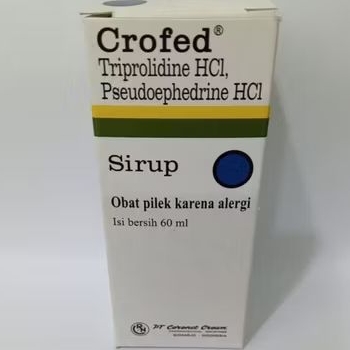 Crofed®
Triprolidine HCl,
Pseudoephedrine HCl
Sirup
Obat pilek karena alergi
Isi bersih 60 ml
PT Coronet Crown